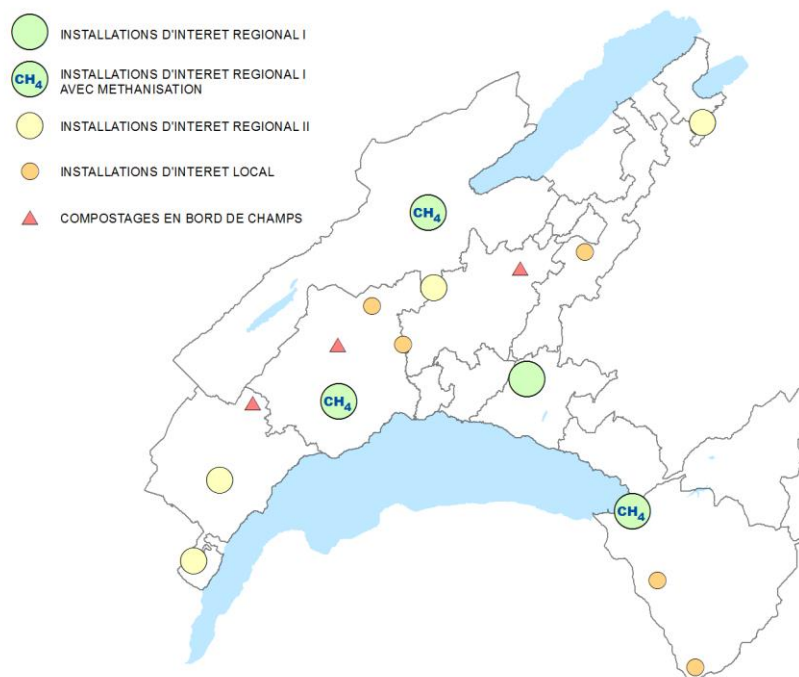 INSTALLATIONS D'INTERET REGIONAL I
CH4
INSTALLATIONS D'INTERET REGIONAL I
AVEC METHANISATION
INSTALLATIONS D'INTERET REGIONAL II
INSTALLATIONS D'INTERET LOCAL
COMPOSTAGES EN BORD DE CHAMPS
CH4
CH4
CH4